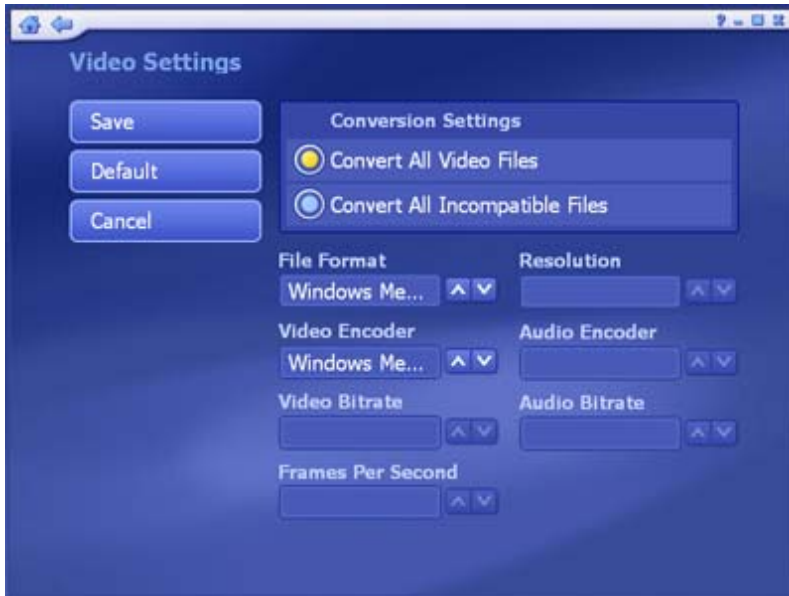 Video Settings
Save
Default
Cancel
Conversion Settings
Convert All Video Files
Convert All Incompatible Files
File Format
Resolution
Windows Me...
Video Encoder
Audio Encoder
Windows Me...
Video Bitrate
Audio Bitrate
Frames Per Second